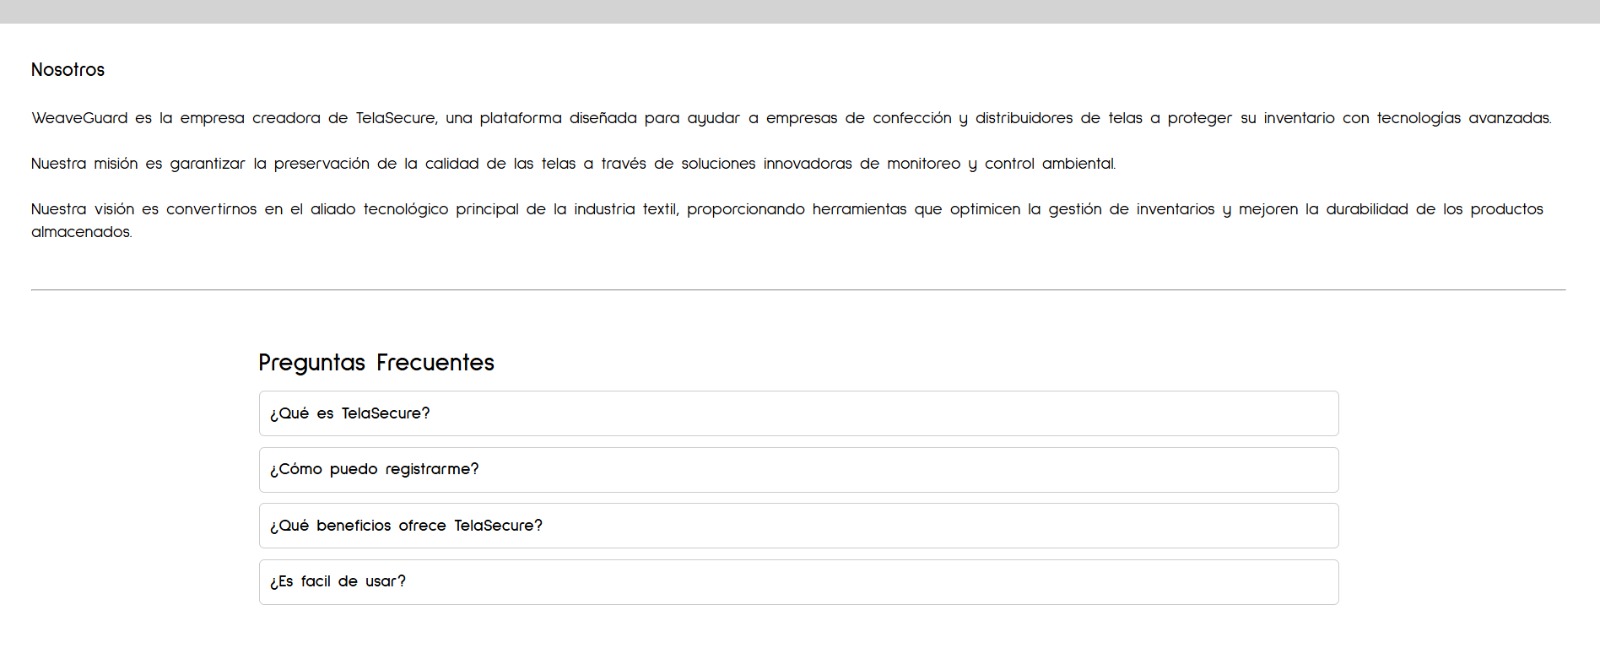 Nosotros
WeaveGuard es la empresa creadora de TelaSecure, una plataforma diseñada para ayudar a empresas de confección y distribuidores de telas a proteger su inventario con tecnologías avanzadas.
Nuestra misión es garantizar la preservación de la calidad de las telas a través de soluciones innovadoras de monitoreo y control ambiental.
Nuestra visión es convertirnos en el aliado tecnológico principal de la industria textil, proporcionando herramientas que optimicen la gestión de inventarios y mejoren la durabilidad de los productos
almacenados.
Preguntas Frecuentes
¿Qué es TelaSecure?
¿Cómo puedo registrarme?
¿Qué beneficios ofrece TelaSecure?
¿Es facil de usar?